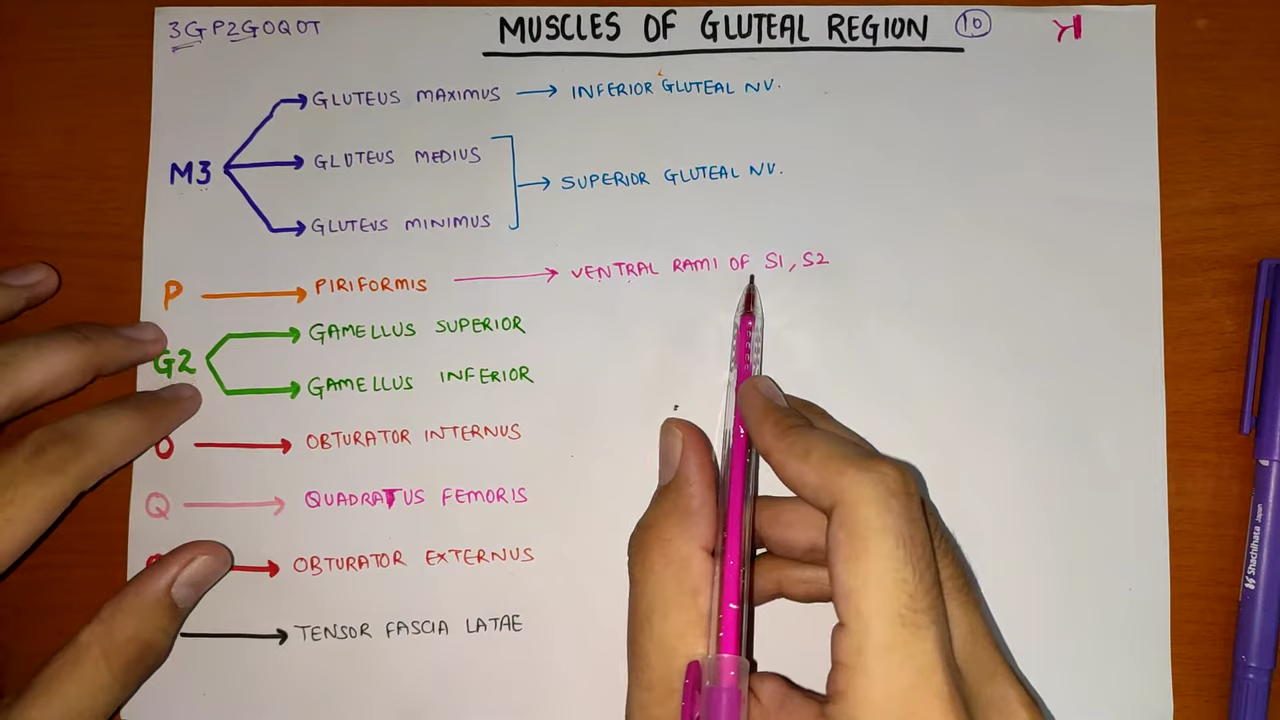 3GP2GOQOT
MUSCLES OF GLUTEAL REGION 10
M3
GLUTEUS MAXIMUS → INFERIOR GLUTEAL NV.
GLUTEUS MEDIUS
GLUTEUS MINIMUS
→ SUPERIOR GLUTEAL NV.
P → PIRIFORMIS → VENTRAL RAMI OF S1, S2
G2
GAMELLUS SUPERIOR
GAMELLUS INFERIOR
O → OBTURATOR INTERNUS
Q → QUADRATUS FEMORIS
→ OBTURATOR EXTERNUS
→ TENSOR FASCIA LATAE
Shachihata Japan